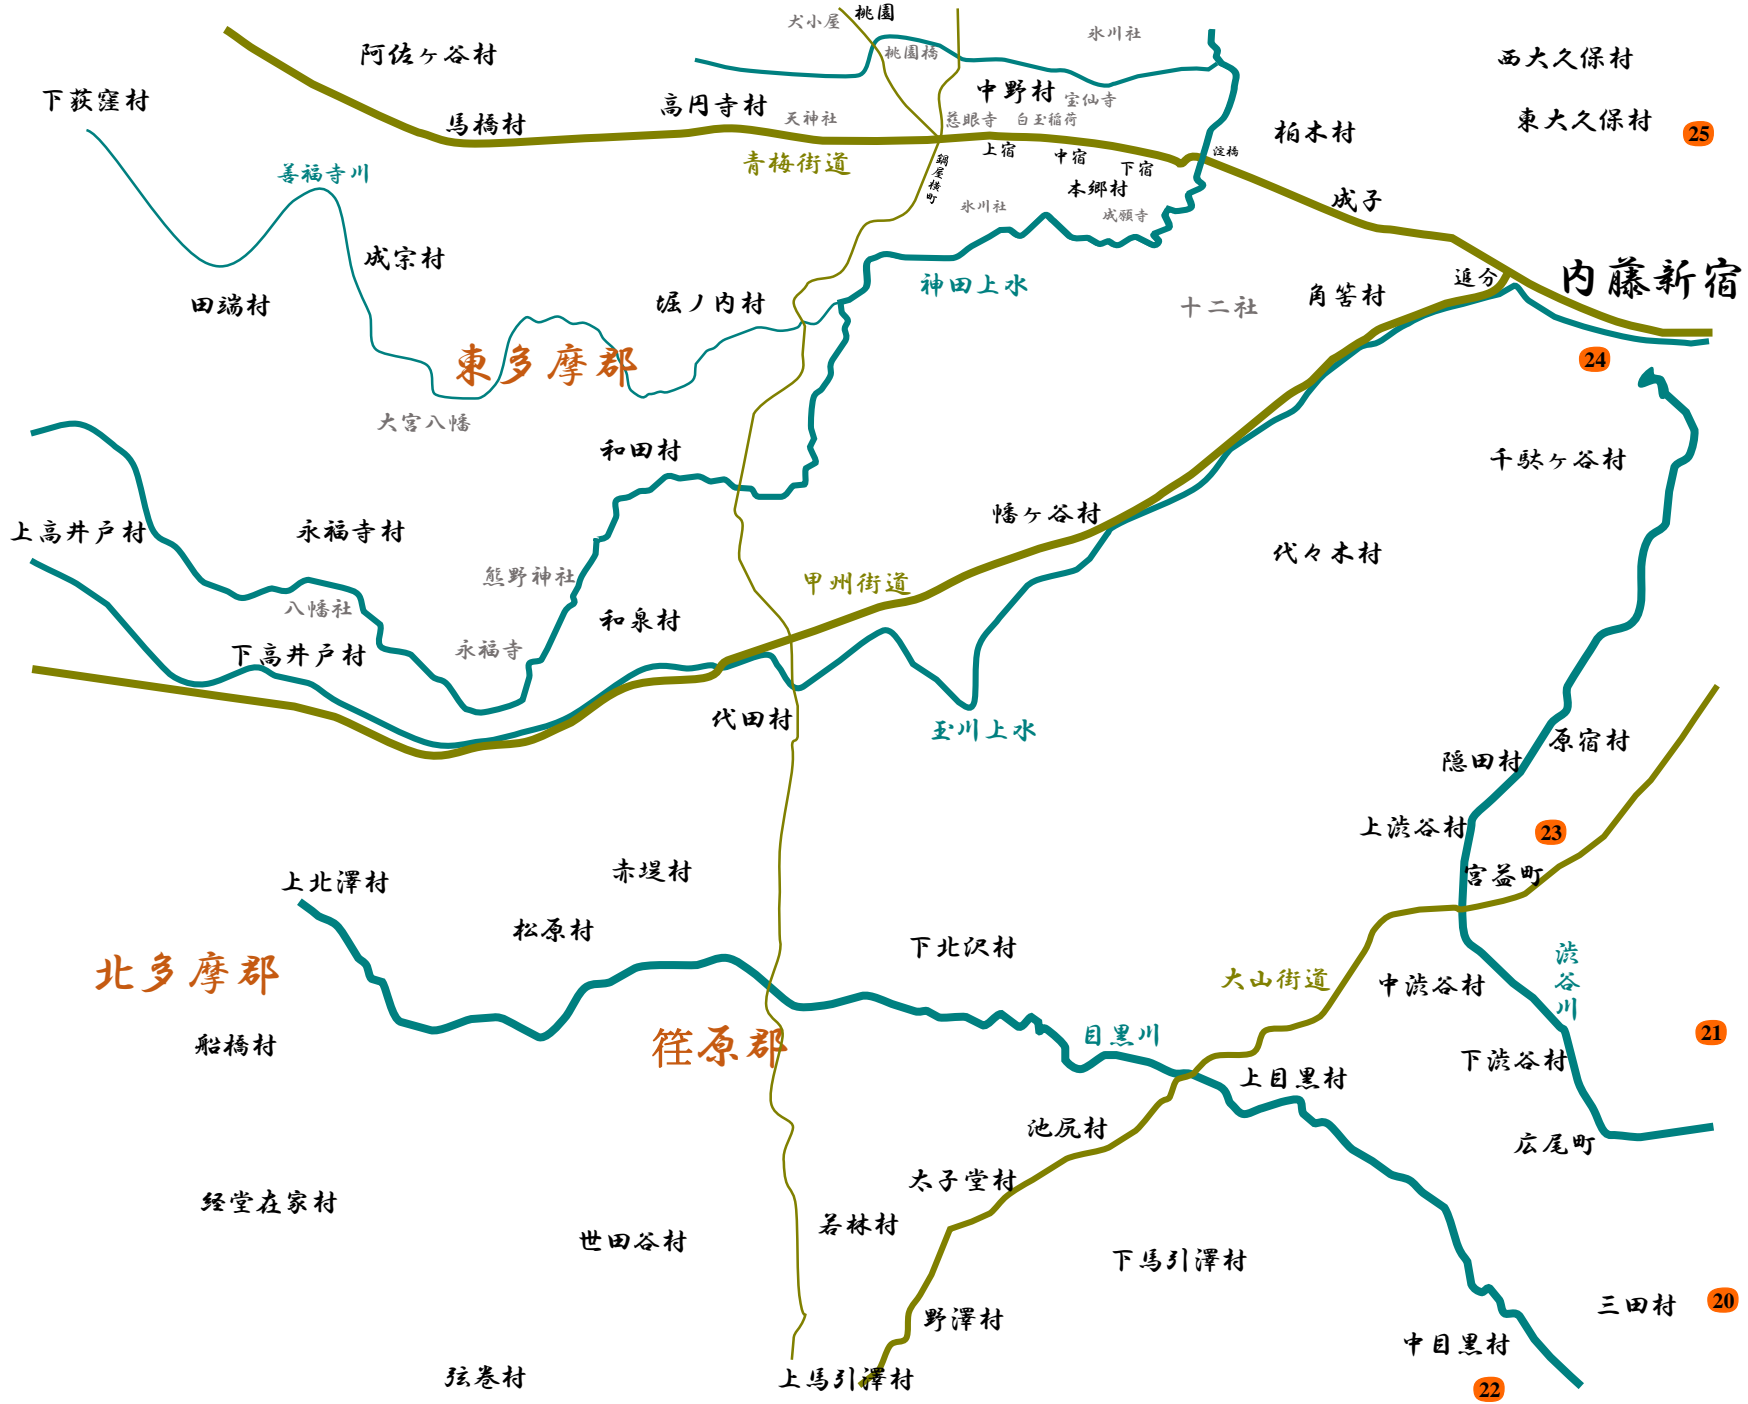 犬小屋
桃園
氷川社
桃園橋
阿佐ヶ谷村
西大久保村
下荻窪村
高円寺村
中野村
宝仙寺
天神社
慈眼寺
白玉稲荷
東大久保村
25
馬橋村
柏木村
青梅街道
上宿
中宿
下宿
淀橋
鍋屋横町
本郷村
善福寺川
氷川社
成願寺
成子
成宗村
神田上水
追分
内藤新宿
田端村
堀ノ内村
十二社
角筈村
東多摩郡
24
大宮八幡
和田村
千駄ヶ谷村
幡ヶ谷村
上高井戸村
永福寺村
代々木村
熊野神社
甲州街道
八幡社
和泉村
下高井戸村
永福寺
代田村
玉川上水
原宿村
隠田村
上渋谷村
23
赤堤村
宮益町
上北澤村
松原村
下北沢村
北多摩郡
大山街道
中渋谷村
渋谷川
船橋村
荏原郡
目黒川
21
下渋谷村
上目黒村
池尻村
広尾町
太子堂村
経堂在家村
若林村
世田谷村
下馬引澤村
野澤村
三田村
20
中目黒村
弦巻村
上馬引澤村
22